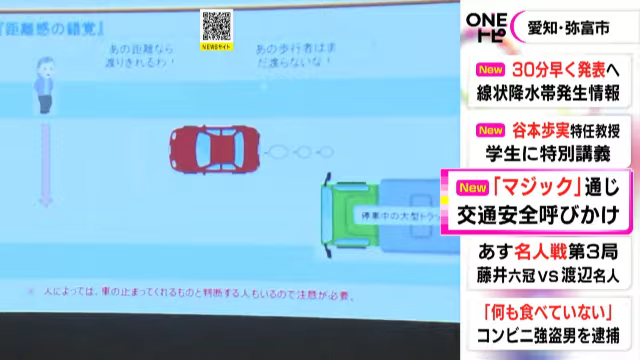 『距離感の錯覚』
NEWSサイト
あの距離なら
渡りきれるわ!
あの歩行者はま
だ渡らないな!
停車中の大型トラッ
※ 人によっては、車の止まってくれるものと判断する人もいるので注意が必要。
ONE
トピ
愛知・弥富市
New 30分早く発表へ
線状降水帯発生情報
New 谷本歩実特任教授
学生に特別講義
New 「マジック」通じ
交通安全呼びかけ
あす名人戦第3局
藤井六冠vs渡辺名人
「何も食べていない」
コンビニ強盗男を逮捕